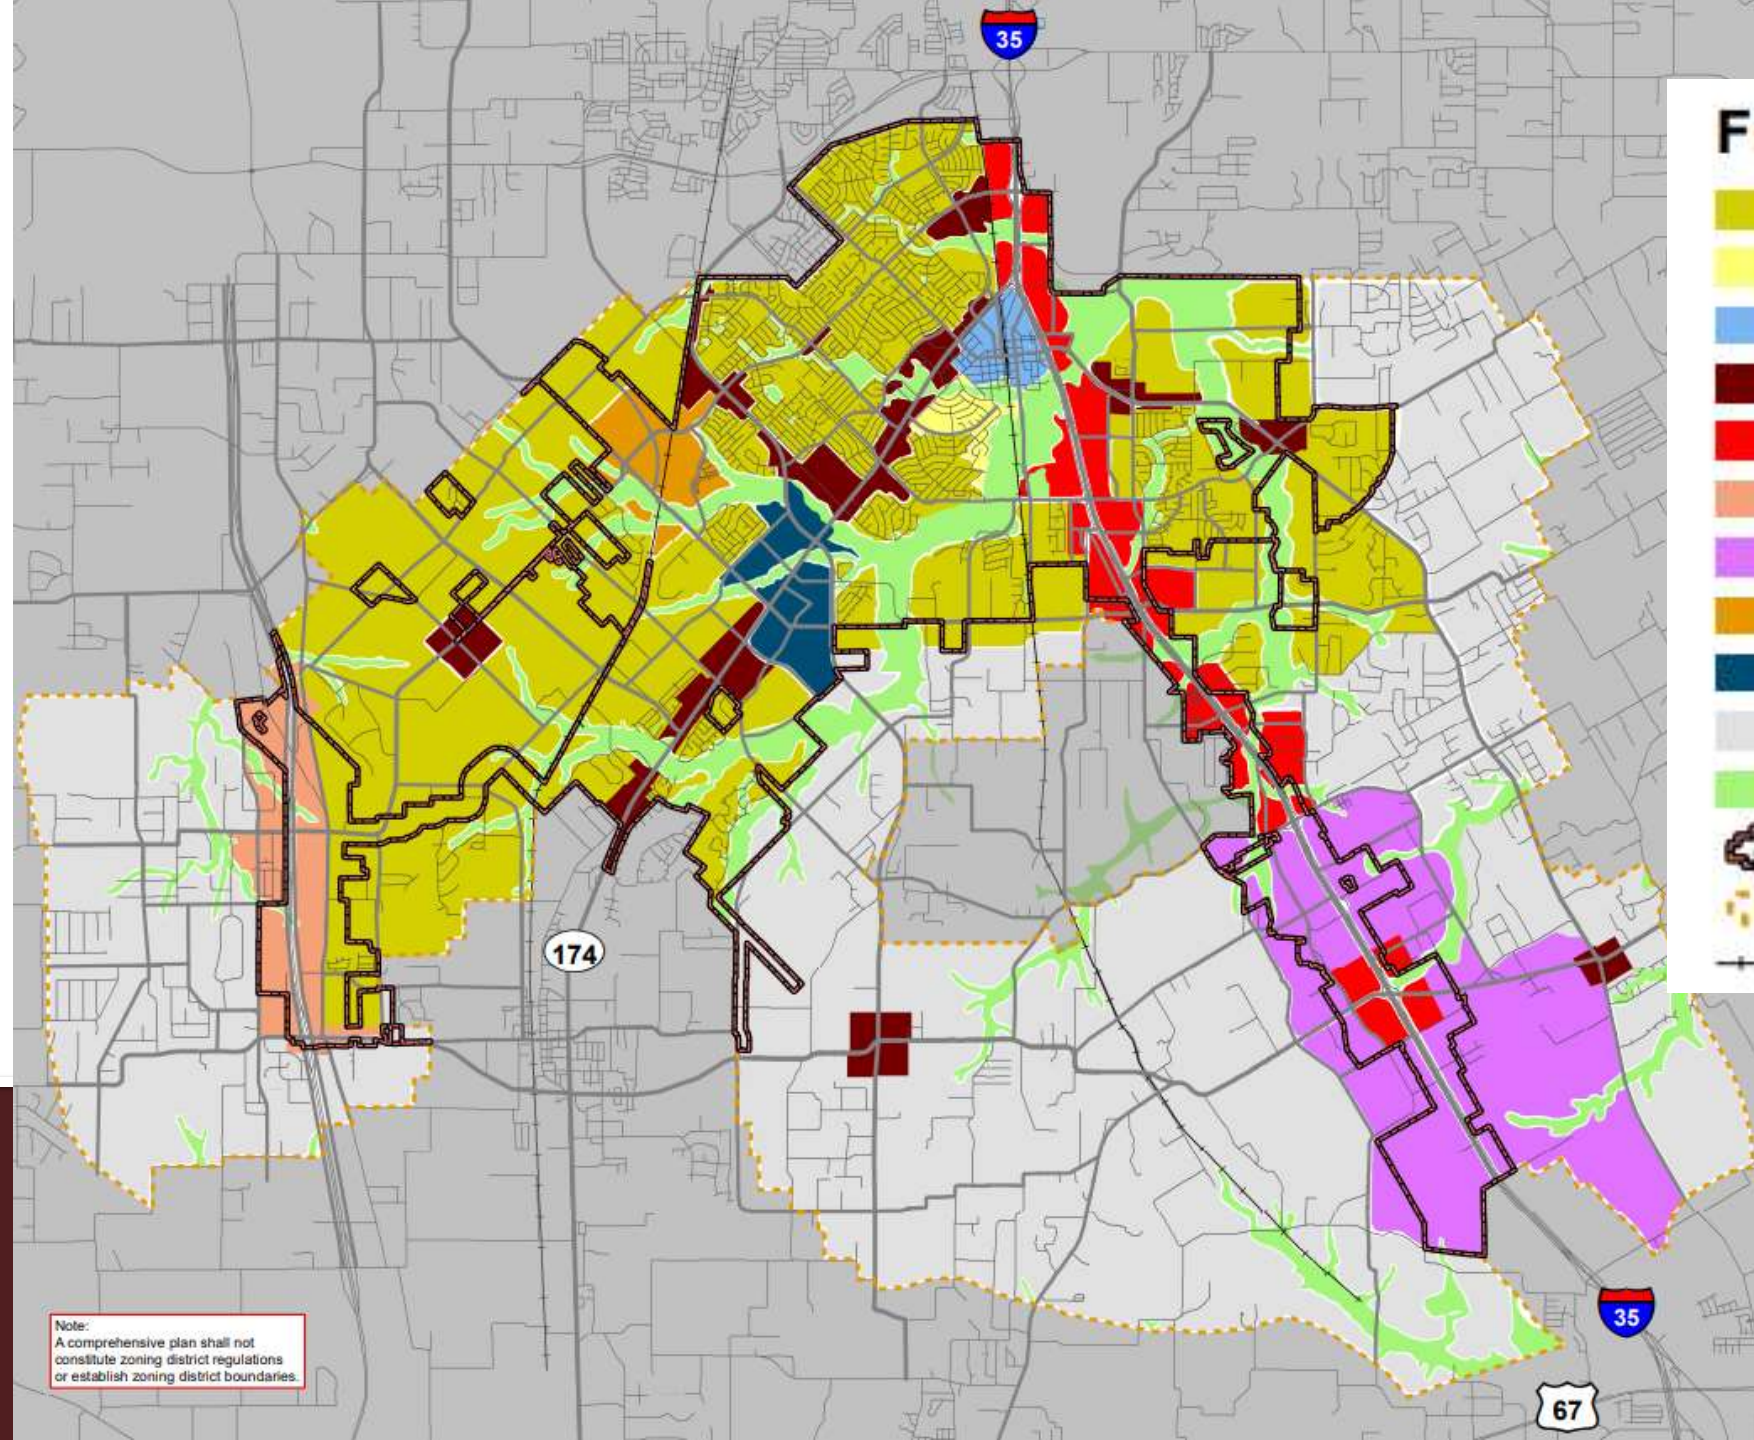 35
F
174
Note:
A comprehensive plan shall not
constitute zoning district regulations
or establish zoning district boundaries.
35
67